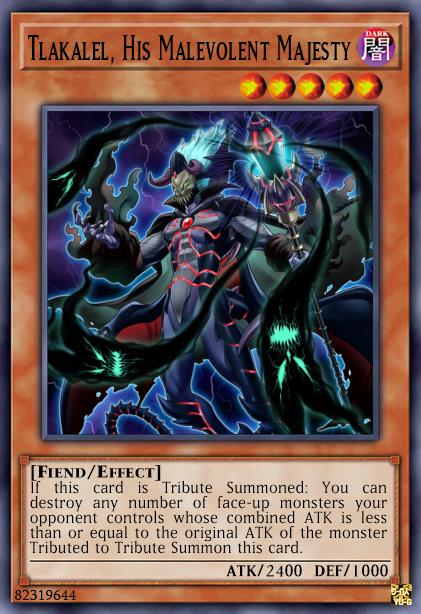 Tlakalel, His Malevolent Majesty
DARK
闇
[Fiend/Effect]
If this card is Tribute Summoned: You can
destroy any number of face-up monsters your
opponent controls whose combined ATK is less
than or equal to the original ATK of the monster
Tributed to Tribute Summon this card.
ATK/2400 DEF/1000
82319644